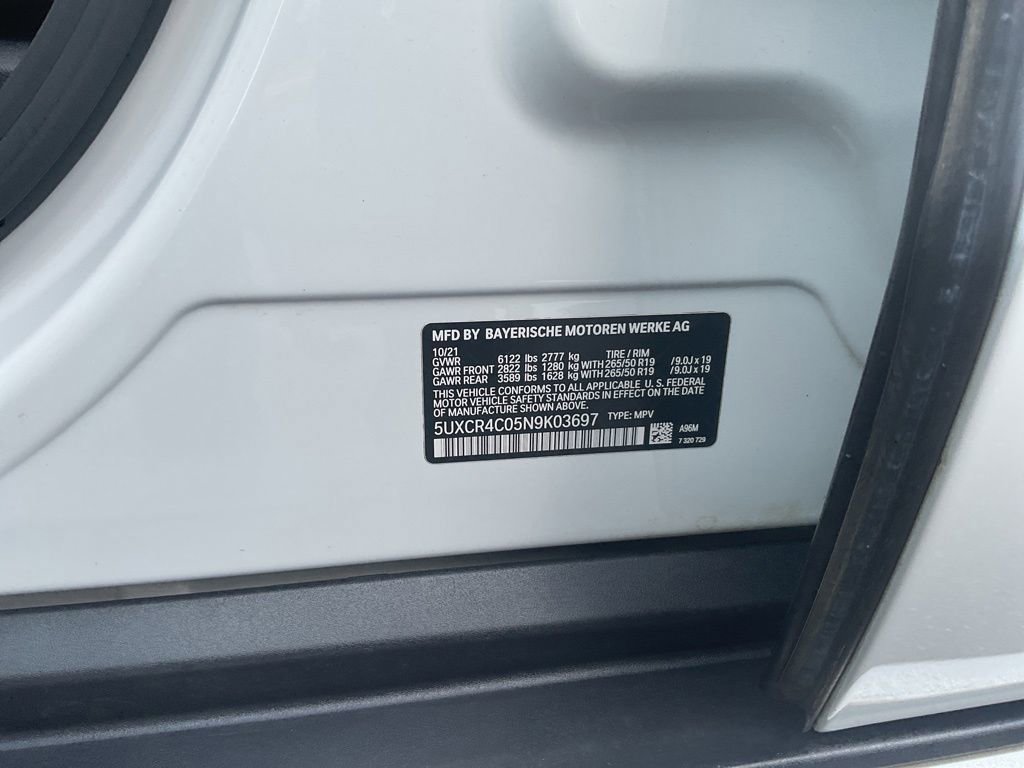 MFD BY BAYERISCHE MOTOREN WERKE AG
10/21
GVWR 6122 lbs 2777 kg TIRE / RIM
GAWR FRONT 2822 lbs 1280 kg WITH 265/50 R19 /9.0J x 19
GAWR REAR 3589 lbs 1628 kg WITH 265/50 R19 /9.0J x 19
THIS VEHICLE CONFORMS TO ALL APPLICABLE U. S. FEDERAL
MOTOR VEHICLE SAFETY STANDARDS IN EFFECT ON THE DATE
OF MANUFACTURE SHOWN ABOVE.
5UXCR4C05N9K03697 TYPE: MPV
A96M
7 320 729